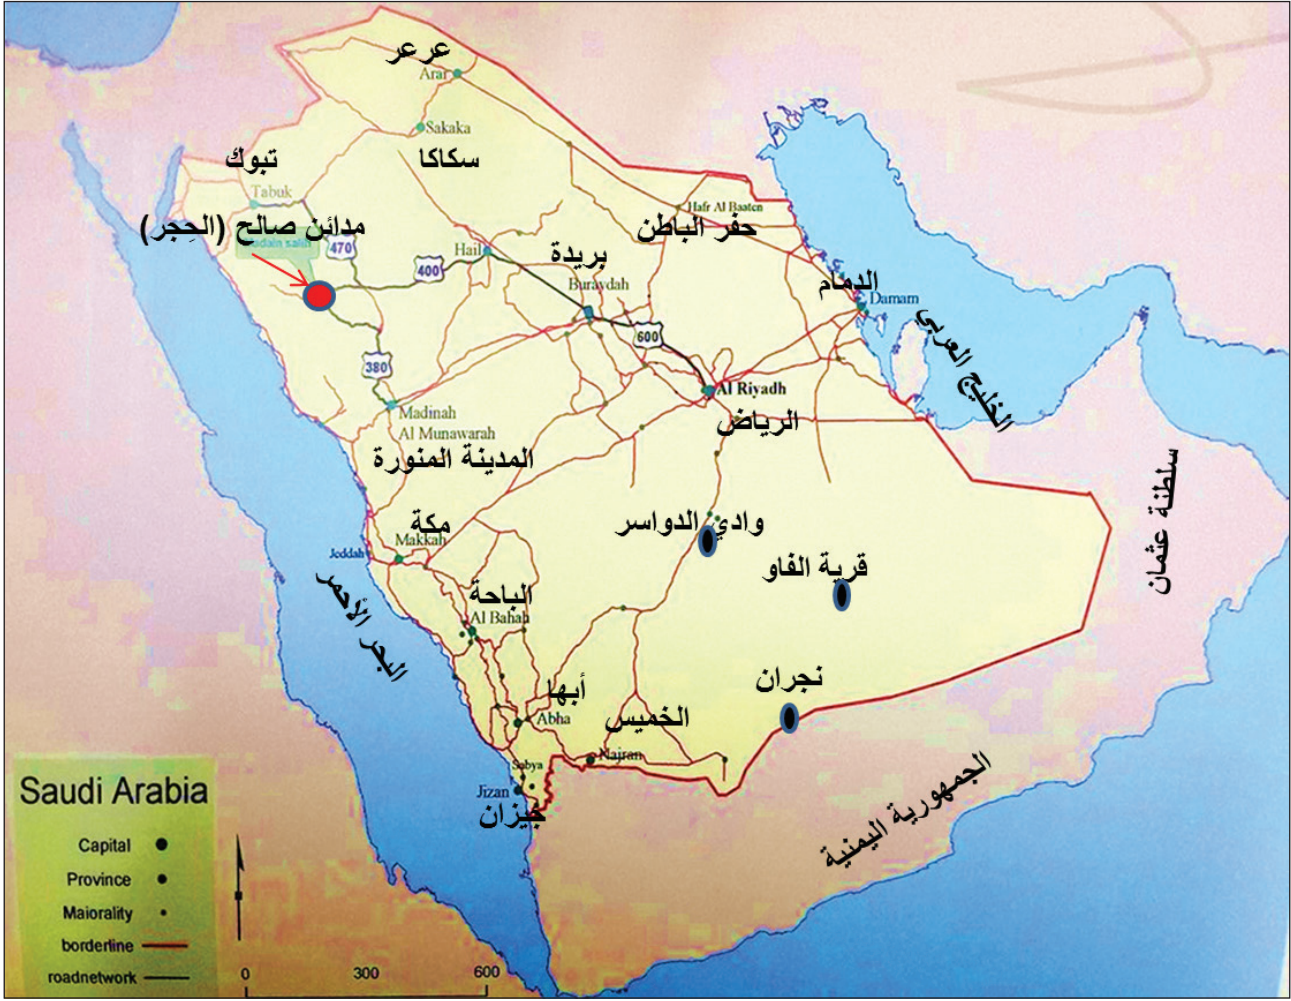 عرعر
Arar
Sakaka
سكاكا
تبوك
Tabuk
مدائن صالح (الحِجر)
madain salih
470
400
Hail
بريدة
Buraydah
Hafr Al Baaten
حفر الباطن
الدمام
Damam
600
380
الخليج العربي
Al Riyadh
الرياض
Madinah
Al Munawarah
المدينة المنورة
سلطنة عثمان
وادي الدواسر
مكة
Makkah
Jeddah
قرية الفاو
البحر الأحمر
الباحة
Al Bahah
نجران
أبها
Abha
الخميس
Najran
Sabya
Jizan
جيزان
الجمهورية اليمنية
Saudi Arabia
Capital
Province
Maiorality
borderline
roadnetwork
0 300 600